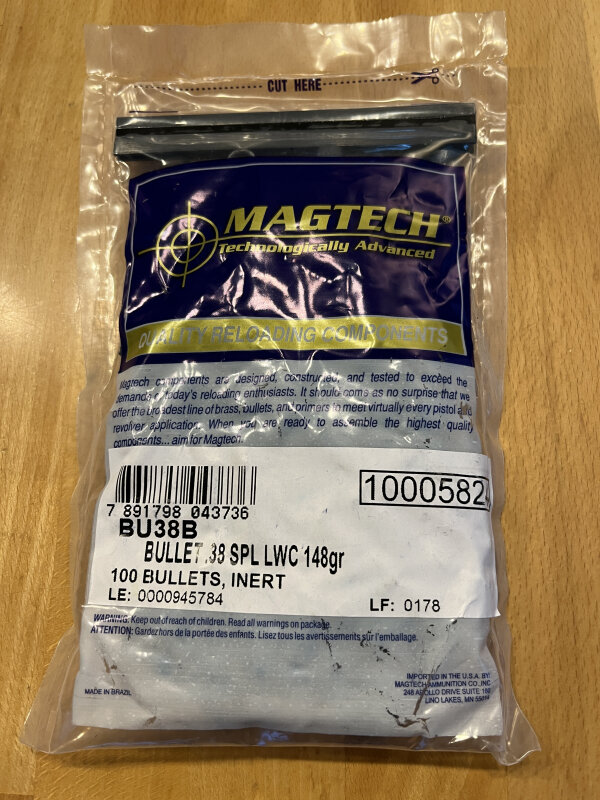 CUT HERE
MAGTECH®
Technologically Advanced
QUALITY RELOADING COMPONENTS
Magtech components are designed, constructed, and tested to exceed the
demands of today's reloading enthusiasts. It should come as no surprise that we
offer the broadest line of brass, bullets, and primers to meet virtually every pistol and
revolver application. When you are ready to assemble the highest quality
components... aim for Magtech.
7 891798 043736
10005824
BU38B
BULLET .38 SPL LWC 148gr
100 BULLETS, INERT
LE: 0000945784
LF: 0178
WARNING: Keep out of reach of children. Read all warnings on package.
ATTENTION: Gardez hors de la portée des enfants. Lisez tous les avertissements sur l'emballage.
MADE IN BRAZIL
IMPORTED IN THE U.S.A. BY:
MAGTECH AMMUNITION CO., INC
248 APOLLO DRIVE SUITE 180
LINO LAKES, MN 55014